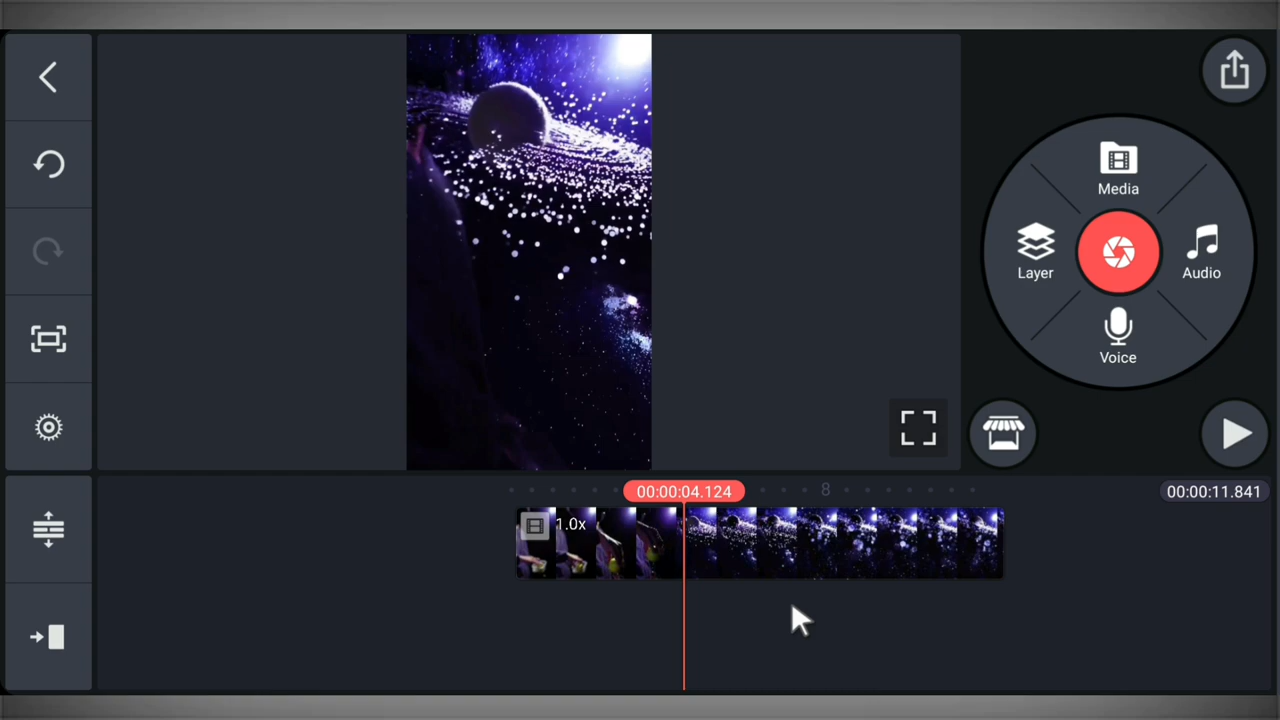 Media
Layer
Audio
Voice
00:00:04.124
8
00:00:11.841
1.0x